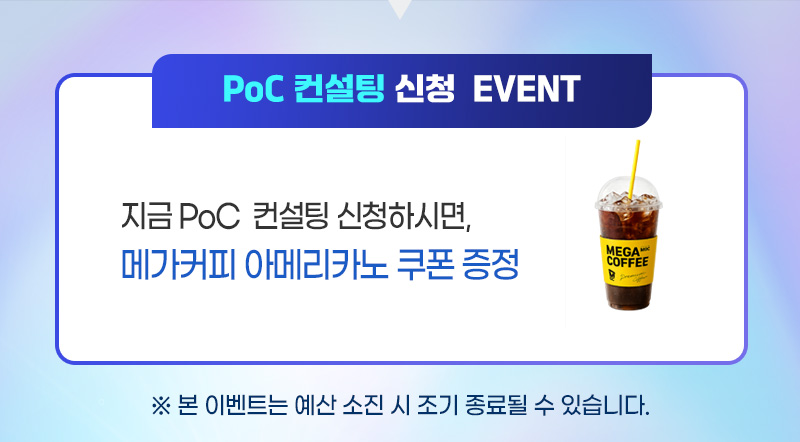 PoC 컨설팅 신청 EVENT
지금 PoC 컨설팅 신청하시면,
메가커피 아메리카노 쿠폰 증정
MEGA MGC
COFFEE
※ 본 이벤트는 예산 소진 시 조기 종료될 수 있습니다.